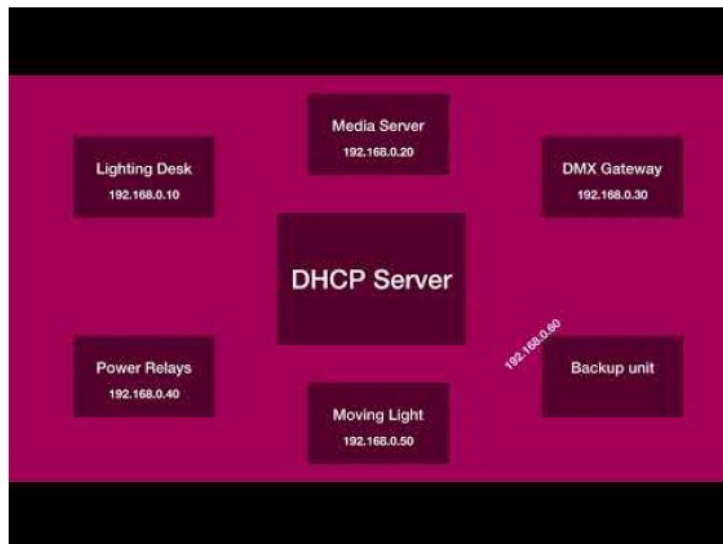 Media Server
192.168.0.20
Lighting Desk
192.168.0.10
DMX Gateway
192.168.0.30
DHCP Server
192.168.0.60
Power Relays
192.168.0.40
Backup unit
Moving Light
192.168.0.50